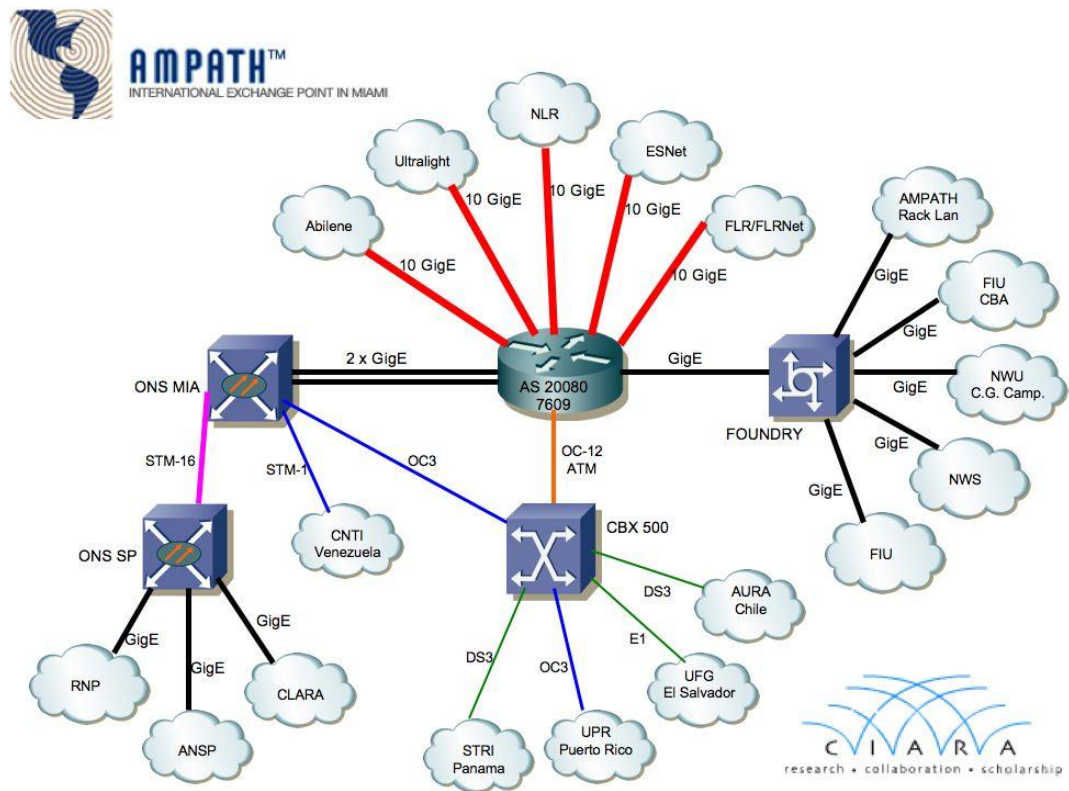 AMPATH™
INTERNATIONAL EXCHANGE POINT IN MIAMI
NLR
Ultralight
ESNet
Abilene
FLR/FLRNet
10 GigE
10 GigE
10 GigE
10 GigE
10 GigE
AMPATH
Rack Lan
GigE
FIU
CBA
GigE
ONS MIA
2 x GigE
AS 20080
7609
GigE
FOUNDRY
GigE
NWU
C.G. Camp.
GigE
NWS
GigE
FIU
STM-16
STM-1
OC3
OC-12
ATM
CNTI
Venezuela
CBX 500
ONS SP
GigE
GigE
GigE
RNP
ANSP
CLARA
DS3
OC3
E1
DS3
AURA
Chile
UFG
El Salvador
UPR
Puerto Rico
STRI
Panama
CIARA
research • collaboration • scholarship